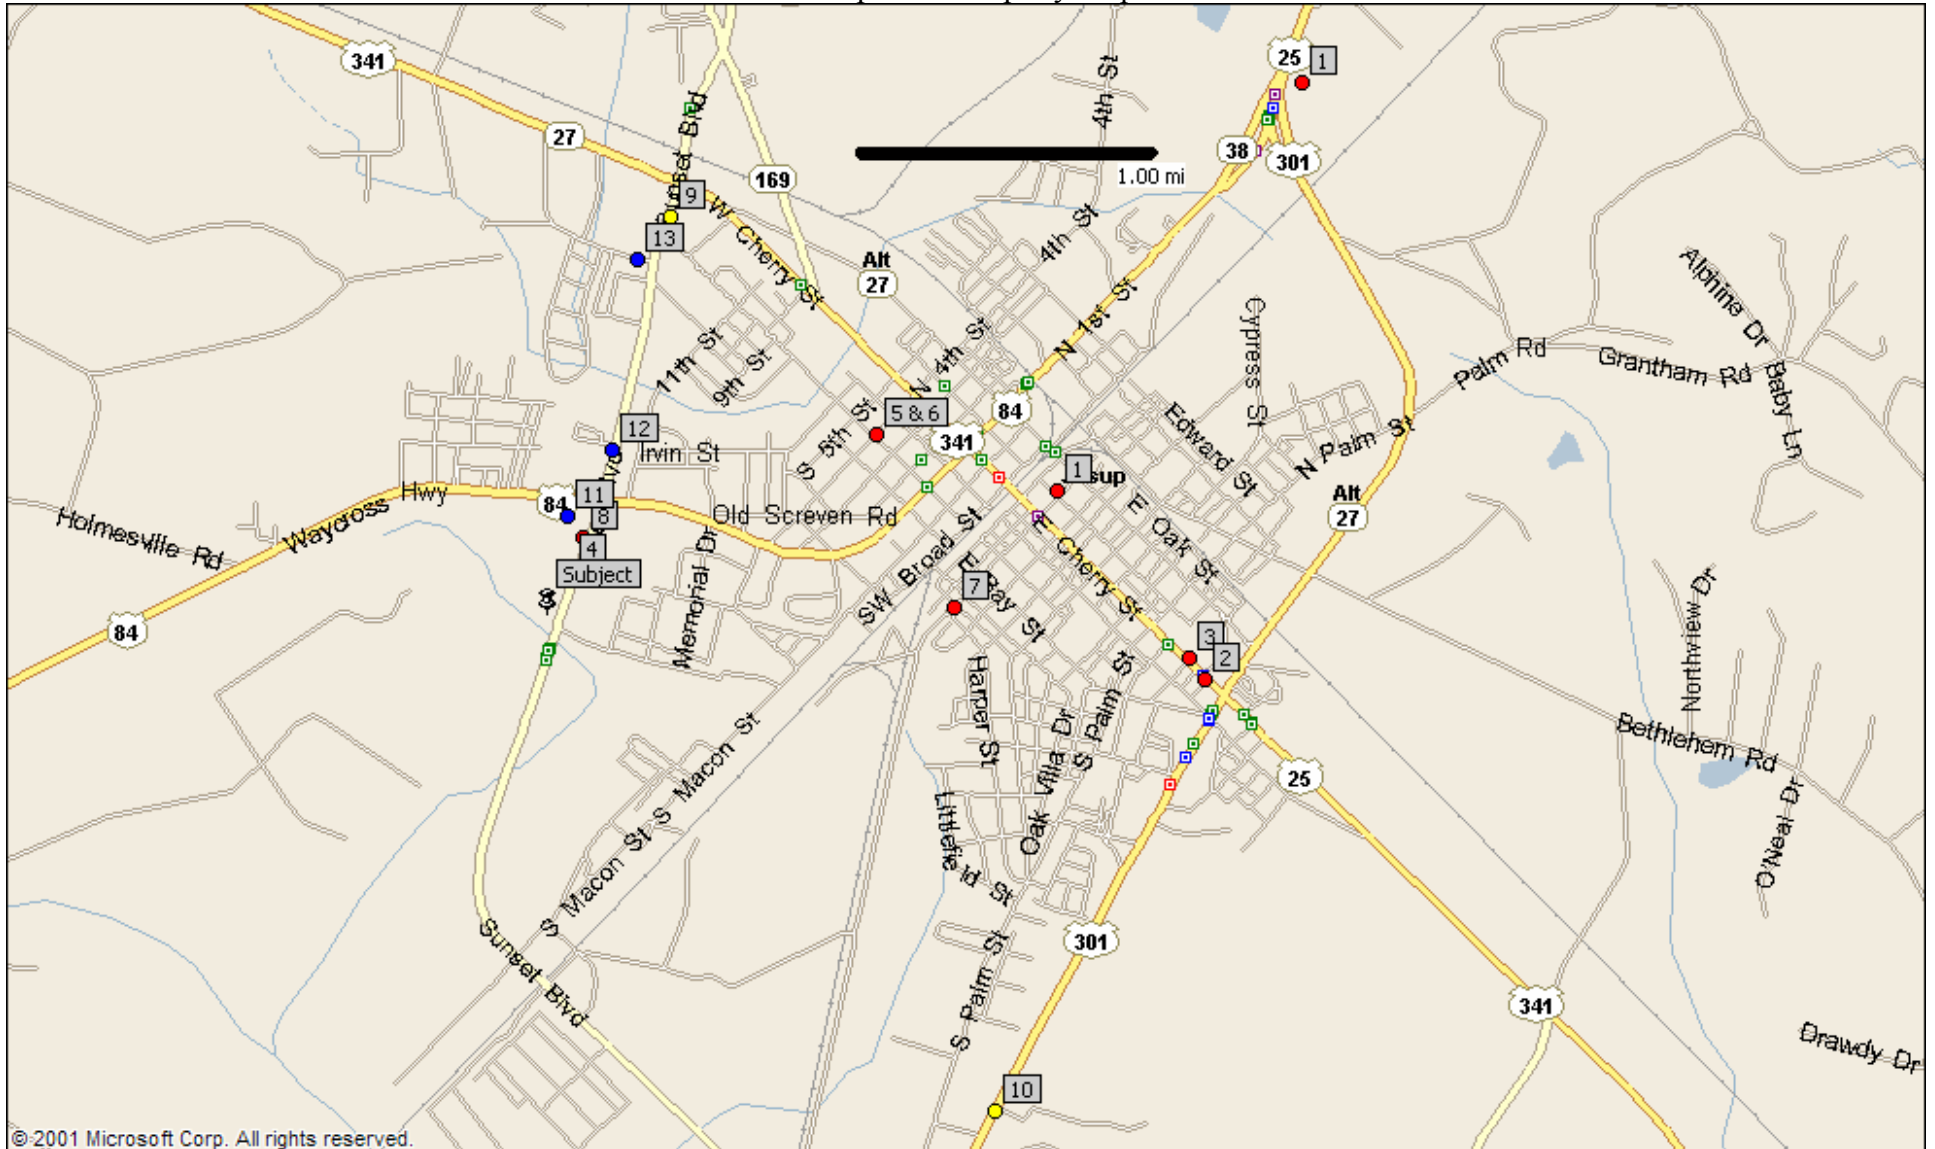 341
25
1
4th St
27
Sunset Blvd
38
301
169
1.00 mi
9
W Cherry St
13
4th St
Alt
27
Alphine Dr
N 1st St
Cypress St
11th St
9th St
N 4th St
Palm Rd
Grantham Rd
Baby Ln
5 & 6
84
12
S 5th St
341
Edward St
N Palm St
Irvin St
1
sup
Waycross Hwy
84
11
8
Old Screven Rd
E Oak St
Alt
27
Holmesville Rd
4
Subject
Memorial Dr
SW Broad St
E Cherry St
7
E Bay St
Northview Dr
84
3
2
Harper St
S Palm St
Oak Villa Dr
S Macon St
Bethlehem Rd
25
O'Neal Dr
Littlefield St
S Macon St
301
Sunset Blvd
S Palm St
341
Drawdy Dr
10
© 2001 Microsoft Corp. All rights reserved.